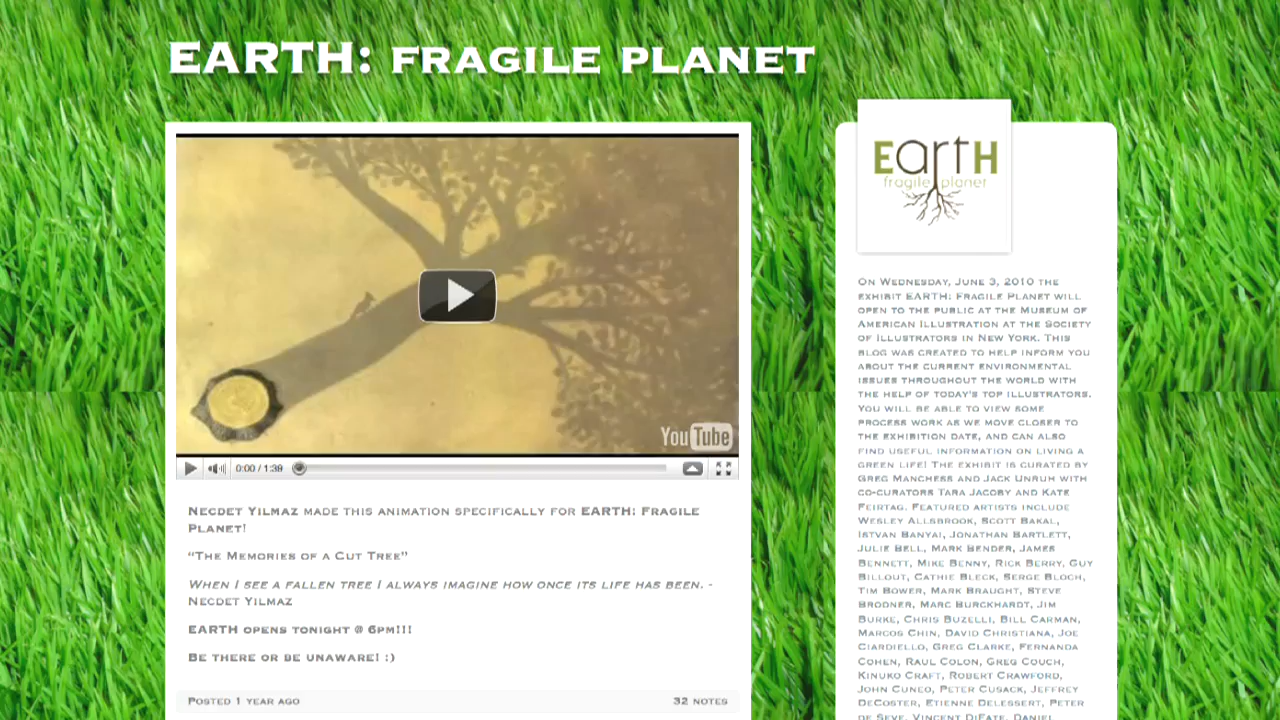 EARTH: FRAGILE PLANET
YouTube
0:00 / 1:39
NECDET YILMAZ MADE THIS ANIMATION SPECIFICALLY FOR EARTH: FRAGILE
PLANET!
“THE MEMORIES OF A CUT TREE”
WHEN I SEE A FALLEN TREE I ALWAYS IMAGINE HOW ONCE ITS LIFE HAS BEEN. -
NECDET YILMAZ
EARTH OPENS TONIGHT @ 6PM!!!
BE THERE OR BE UNAWARE! :)
POSTED 1 YEAR AGO
32 NOTES
EartH
fragile planet
ON WEDNESDAY, JUNE 3, 2010 THE
EXHIBIT EARTH: FRAGILE PLANET WILL
OPEN TO THE PUBLIC AT THE MUSEUM OF
AMERICAN ILLUSTRATION AT THE SOCIETY
OF ILLUSTRATORS IN NEW YORK. THIS
BLOG WAS CREATED TO HELP INFORM YOU
ABOUT THE CURRENT ENVIRONMENTAL
ISSUES THROUGHOUT THE WORLD WITH
THE HELP OF TODAY'S TOP ILLUSTRATORS.
YOU WILL BE ABLE TO VIEW SOME
PROCESS WORK AS WE MOVE CLOSER TO
THE EXHIBITION DATE, AND CAN ALSO
FIND USEFUL INFORMATION ON LIVING A
GREEN LIFE! THE EXHIBIT IS CURATED BY
GREG MANCHESS AND JACK UNRUH WITH
CO-CURATORS TARA JACOBY AND KATE
FEIRTAG. FEATURED ARTISTS INCLUDE
WESLEY ALLSBROOK, SCOTT BAKAL,
ISTVAN BANYAI, JONATHAN BARTLETT,
JULIE BELL, MARK BENDER, JAMES
BENNETT, MIKE BENNY, RICK BERRY, GUY
BILLOUT, CATHIE BLECK, SERGE BLOCH,
TIM BOWER, MARK BRAUGHT, STEVE
BRODNER, MARC BURCKHARDT, JIM
BURKE, CHRIS BUZELLI, BILL CARMAN,
MARCOS CHIN, DAVID CHRISTIANA, JOE
CIARDIELLO, GREG CLARKE, FERNANDA
COHEN, RAUL COLON, GREG COUCH,
KINUKO CRAFT, ROBERT CRAWFORD,
JOHN CUNEO, PETER CUSACK, JEFFREY
DECOSTER, ETIENNE DELESSERT, PETER
DE SEVE, VINCENT DIFATE, DANIEL